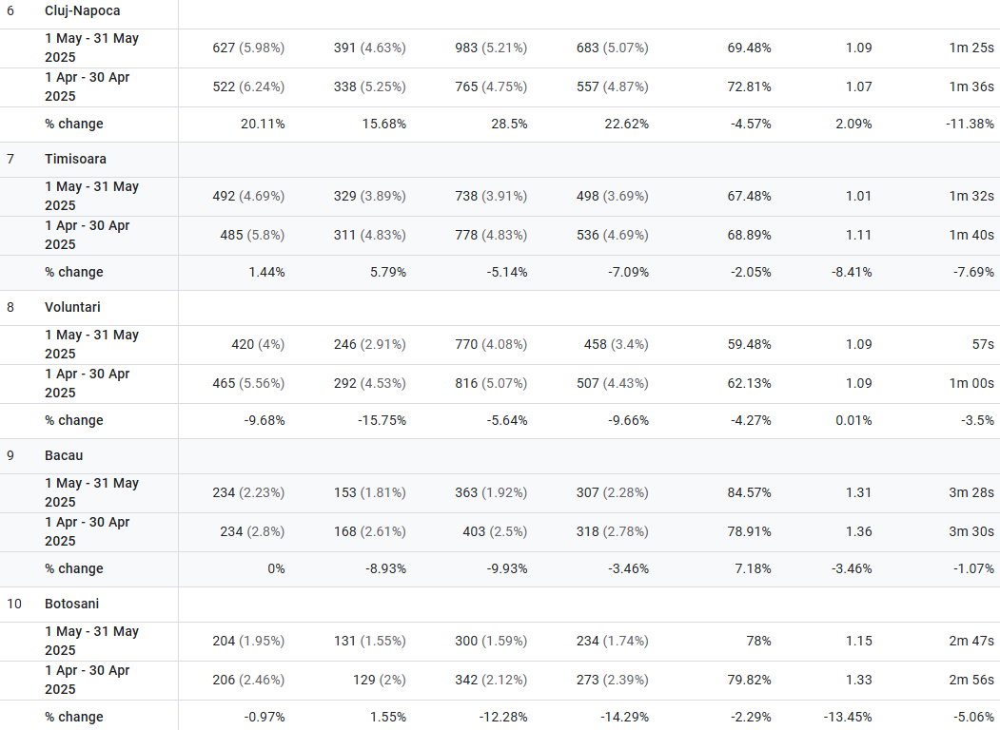 6 Cluj-Napoca
1 May - 31 May
2025 627 (5.98%) 391 (4.63%) 983 (5.21%) 683 (5.07%) 69.48% 1.09 1m 25s
1 Apr - 30 Apr
2025 522 (6.24%) 338 (5.25%) 765 (4.75%) 557 (4.87%) 72.81% 1.07 1m 36s
% change 20.11% 15.68% 28.5% 22.62% -4.57% 2.09% -11.38%
7 Timisoara
1 May - 31 May
2025 492 (4.69%) 329 (3.89%) 738 (3.91%) 498 (3.69%) 67.48% 1.01 1m 32s
1 Apr - 30 Apr
2025 485 (5.8%) 311 (4.83%) 778 (4.83%) 536 (4.69%) 68.89% 1.11 1m 40s
% change 1.44% 5.79% -5.14% -7.09% -2.05% -8.41% -7.69%
8 Voluntari
1 May - 31 May
2025 420 (4%) 246 (2.91%) 770 (4.08%) 458 (3.4%) 59.48% 1.09 57s
1 Apr - 30 Apr
2025 465 (5.56%) 292 (4.53%) 816 (5.07%) 507 (4.43%) 62.13% 1.09 1m 00s
% change -9.68% -15.75% -5.64% -9.66% -4.27% 0.01% -3.5%
9 Bacau
1 May - 31 May
2025 234 (2.23%) 153 (1.81%) 363 (1.92%) 307 (2.28%) 84.57% 1.31 3m 28s
1 Apr - 30 Apr
2025 234 (2.8%) 168 (2.61%) 403 (2.5%) 318 (2.78%) 78.91% 1.36 3m 30s
% change 0% -8.93% -9.93% -3.46% 7.18% -3.46% -1.07%
10 Botosani
1 May - 31 May
2025 204 (1.95%) 131 (1.55%) 300 (1.59%) 234 (1.74%) 78% 1.15 2m 47s
1 Apr - 30 Apr
2025 206 (2.46%) 129 (2%) 342 (2.12%) 273 (2.39%) 79.82% 1.33 2m 56s
% change -0.97% 1.55% -12.28% -14.29% -2.29% -13.45% -5.06%